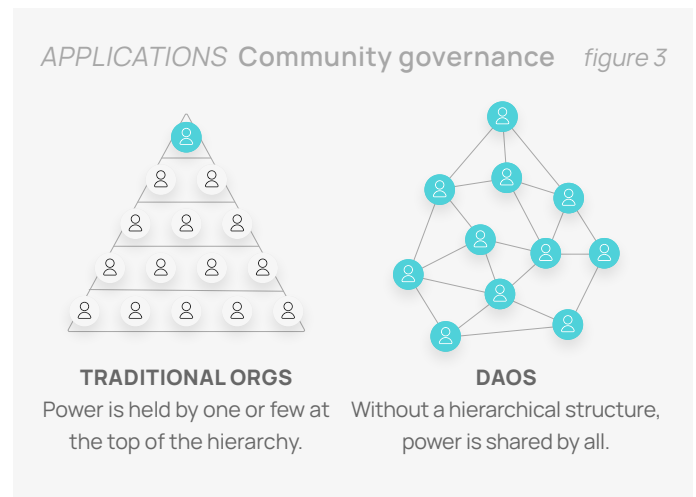 APPLICATIONS Community governance figure 3
TRADITIONAL ORGS
Power is held by one or few at
the top of the hierarchy.
DAOS
Without a hierarchical structure,
power is shared by all.